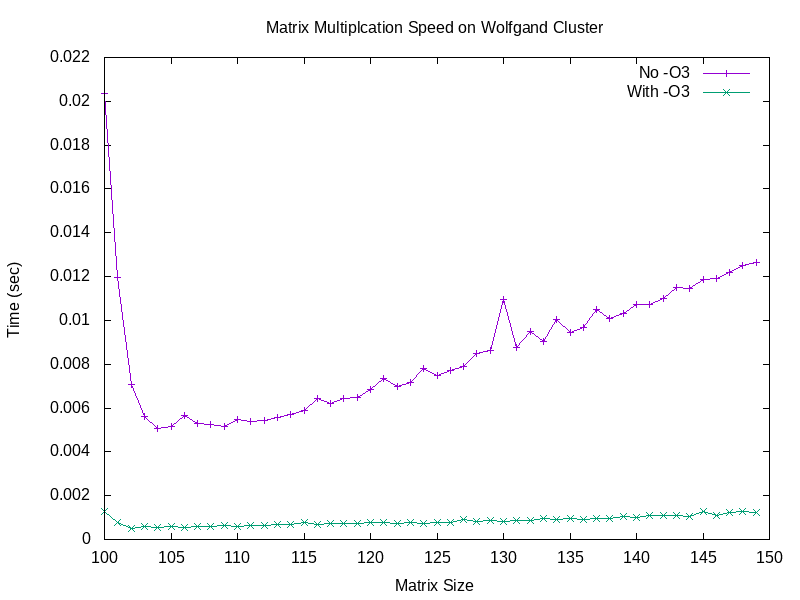 Matrix Multiplcation Speed on Wolfgand Cluster
0.022
0.02
0.018
0.016
0.014
0.012
0.01
0.008
0.006
0.004
0.002
0
Time (sec)
No -O3
With -O3
100 105 110 115 120 125 130 135 140 145 150
Matrix Size